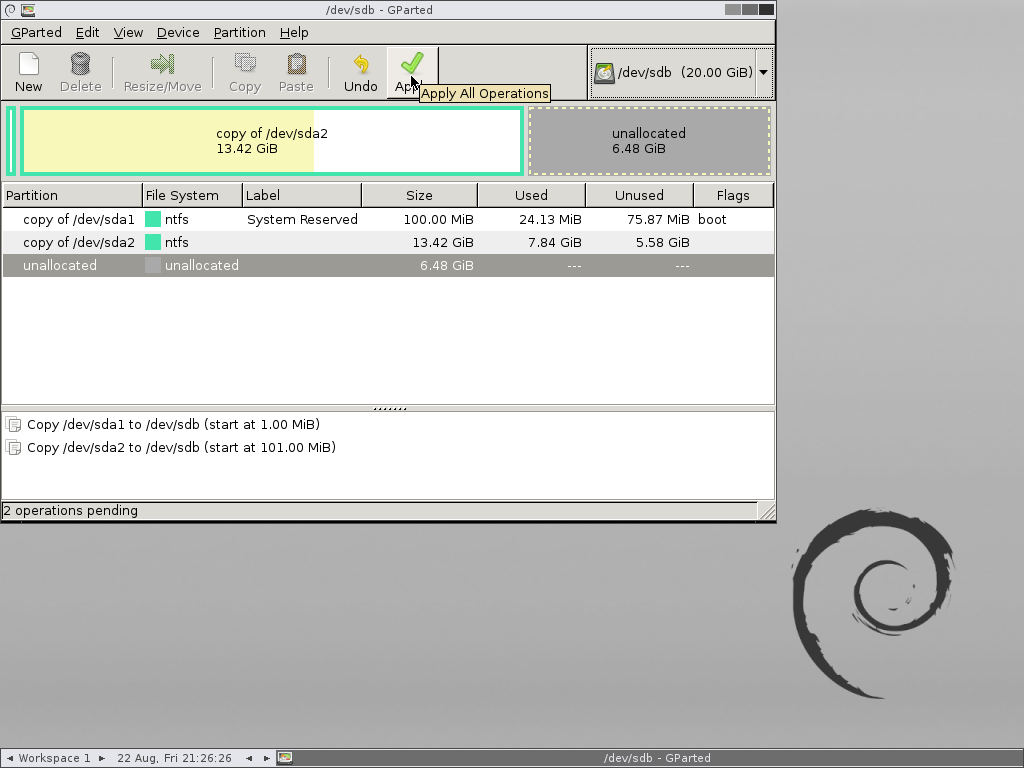 /dev/sdb - GParted
GParted Edit View Device Partition Help
New Delete Resize/Move Copy Paste Undo /dev/sdb (20.00 GiB)
Apply All Operations
copy of /dev/sda2
13.42 GiB
unallocated
6.48 GiB
Partition File System Label Size Used Unused Flags
copy of /dev/sda1 ntfs System Reserved 100.00 MiB 24.13 MiB 75.87 MiB boot
copy of /dev/sda2 ntfs 13.42 GiB 7.84 GiB 5.58 GiB
unallocated unallocated 6.48 GiB --- ---
Copy /dev/sda1 to /dev/sdb (start at 1.00 MiB)
Copy /dev/sda2 to /dev/sdb (start at 101.00 MiB)
2 operations pending
Workspace 1 22 Aug, Fri 21:26:26 /dev/sdb - GParted